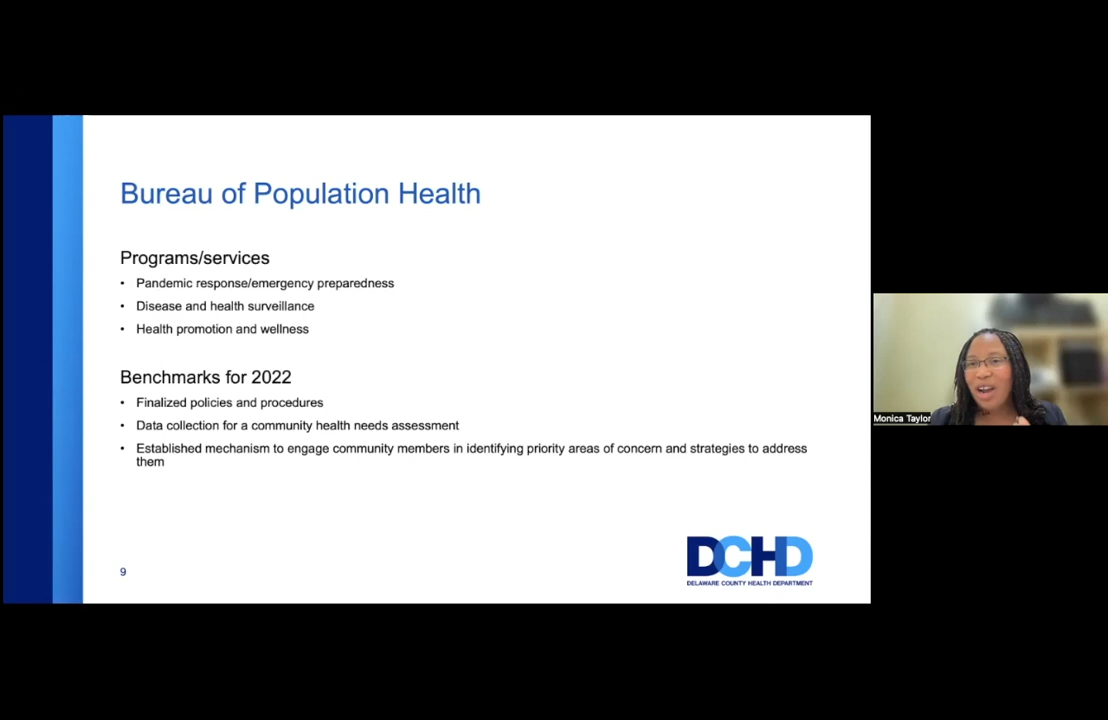 Bureau of Population Health
Programs/services
• Pandemic response/emergency preparedness
• Disease and health surveillance
• Health promotion and wellness
Benchmarks for 2022
• Finalized policies and procedures
• Data collection for a community health needs assessment
• Established mechanism to engage community members in identifying priority areas of concern and strategies to address
them
9
DCHD
DELAWARE COUNTY HEALTH DEPARTMENT
Monica Taylor